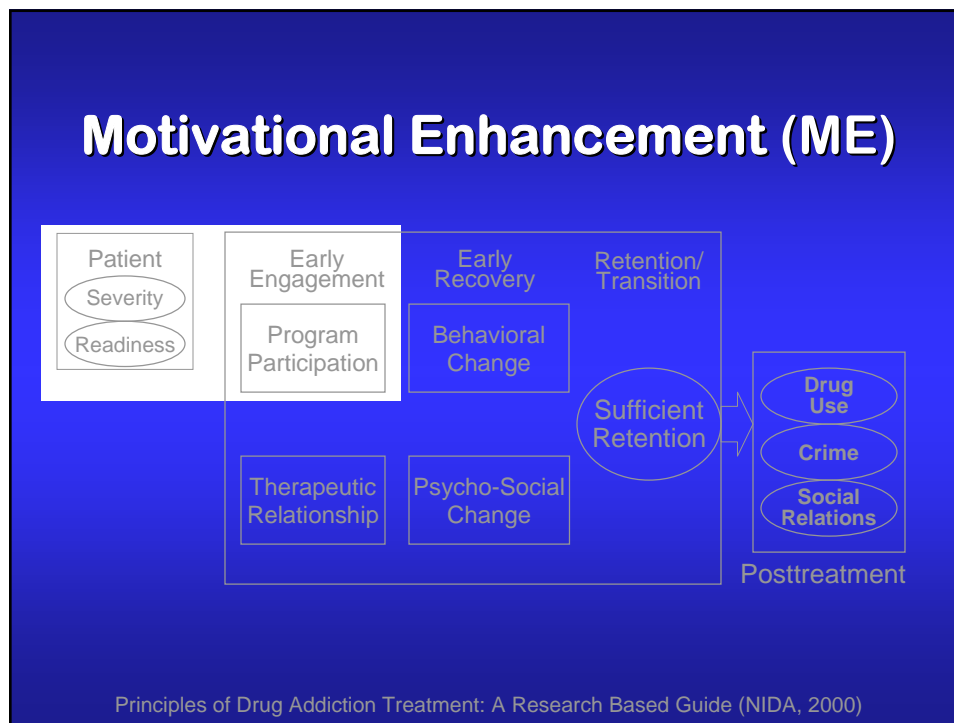 Motivational Enhancement (ME)
Patient
Severity
Readiness
Early
Engagement
Program
Participation
Therapeutic
Relationship
Early
Recovery
Behavioral
Change
Psycho-Social
Change
Retention/
Transition
Sufficient
Retention
Drug
Use
Crime
Social
Relations
Posttreatment
Principles of Drug Addiction Treatment: A Research Based Guide (NIDA, 2000)